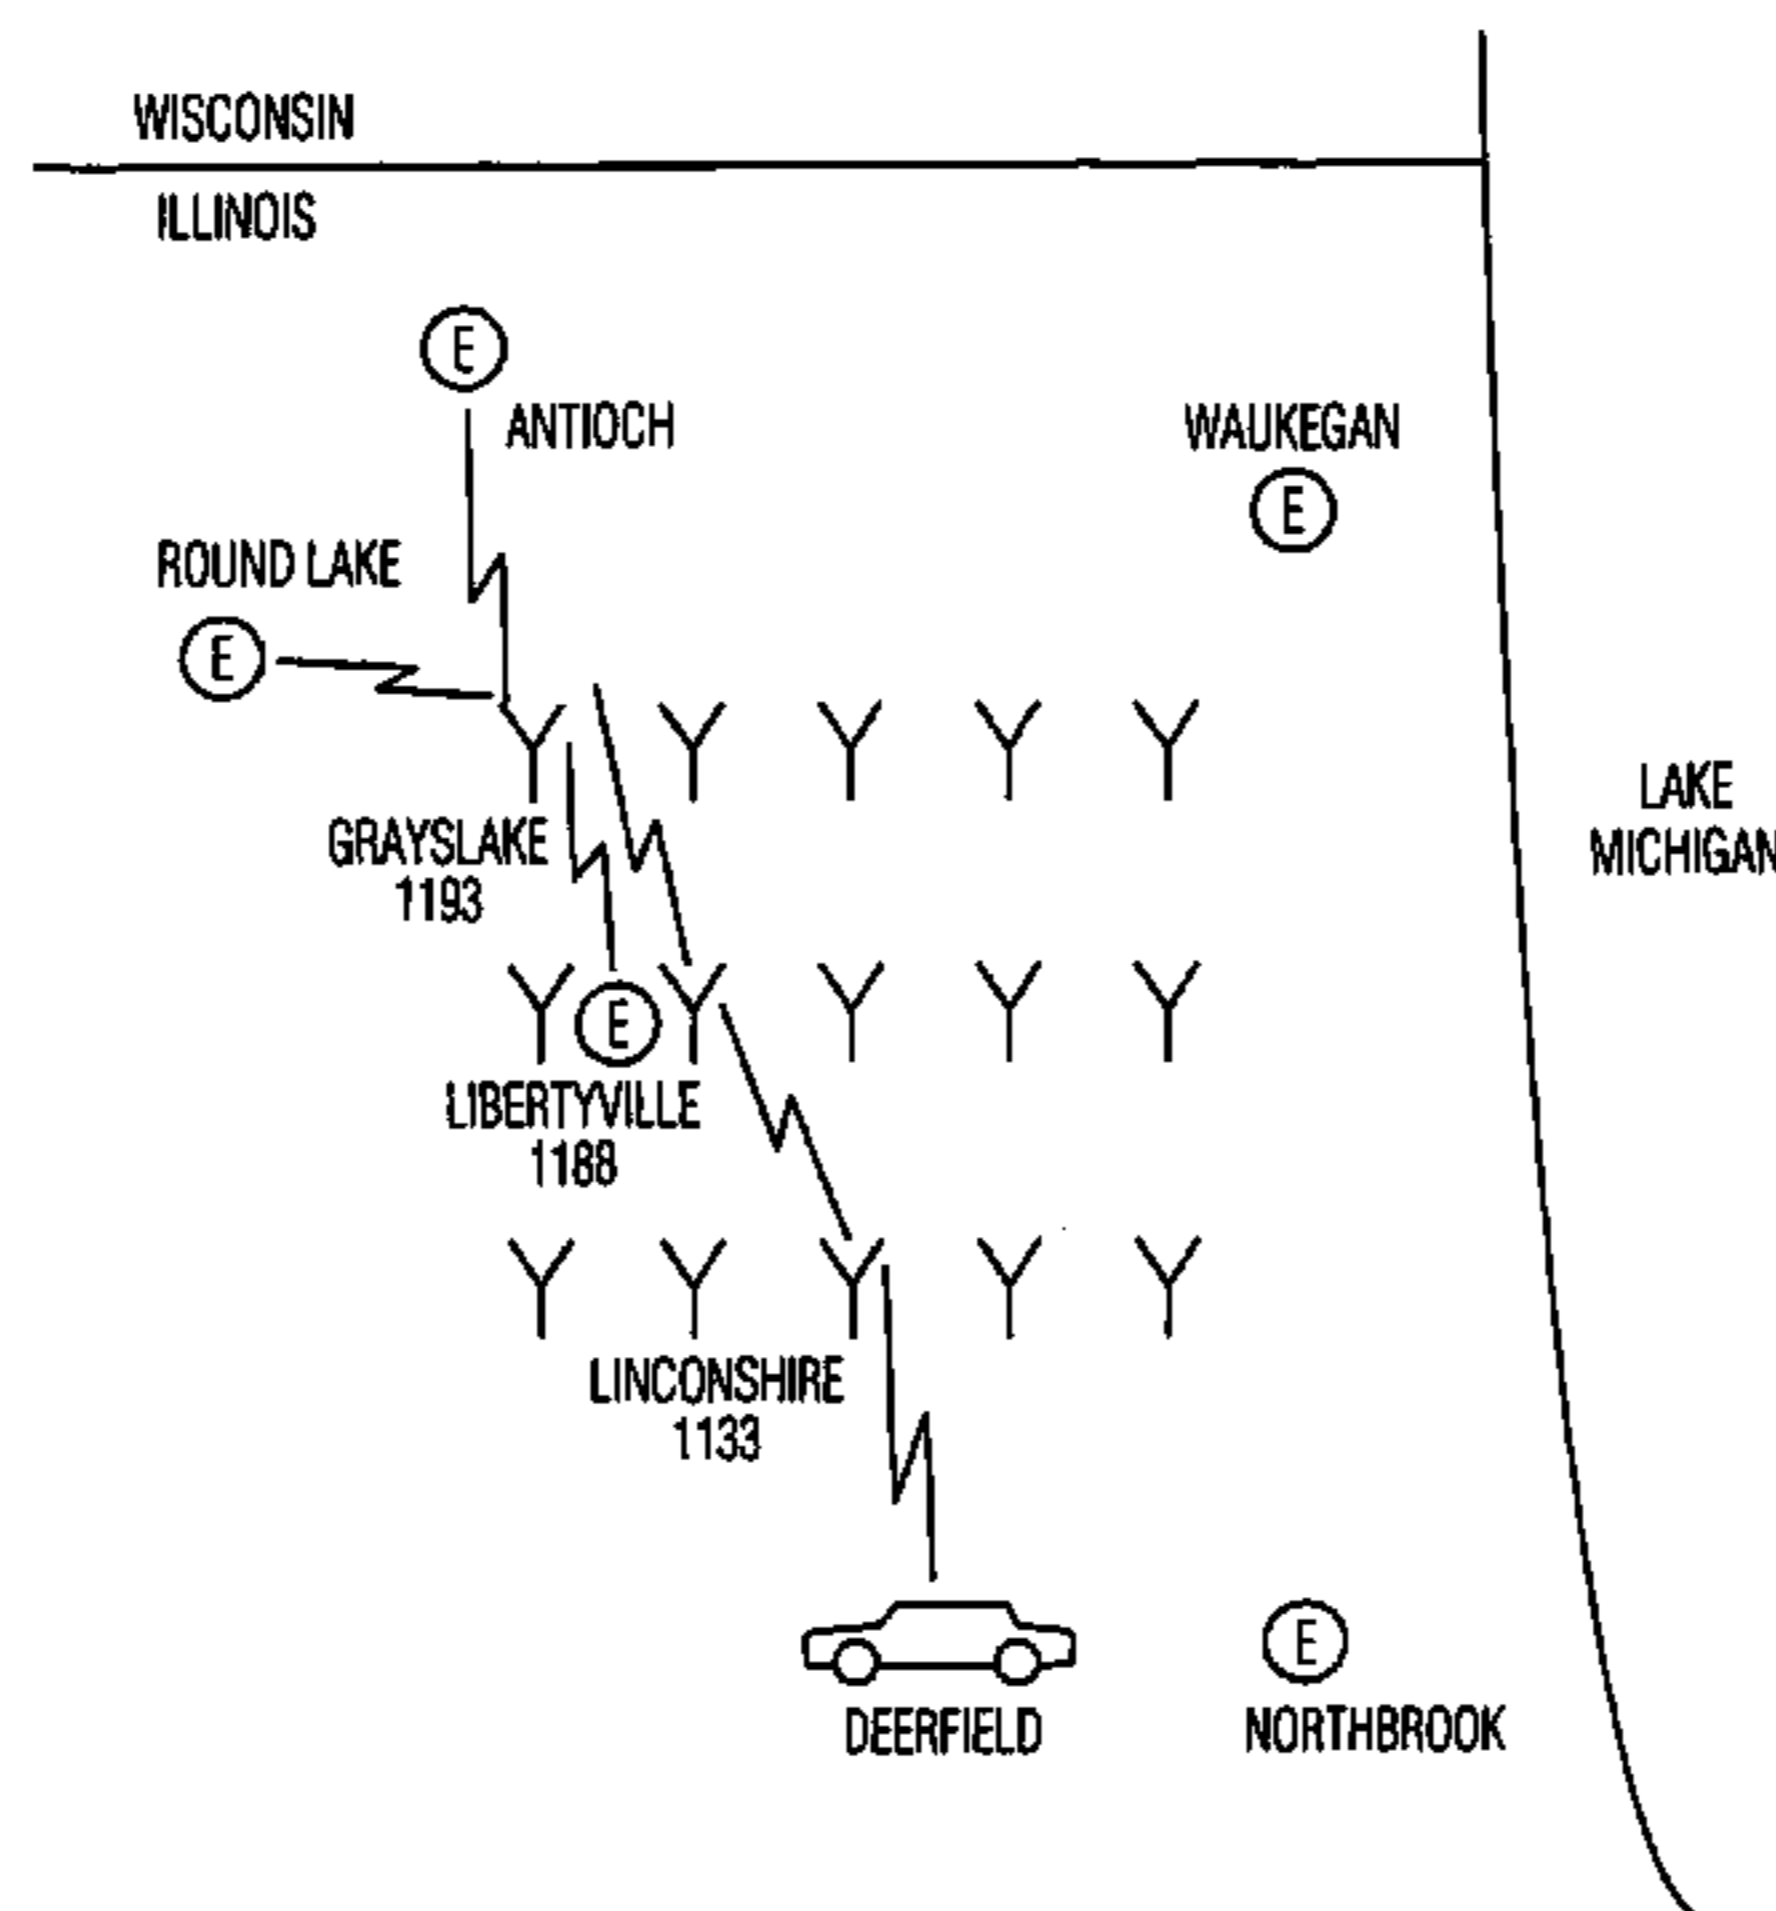 WISCONSIN
ILLINOIS
E
ANTIOCH
WAUKEGAN
E
ROUND LAKE
E
GRAYSLAKE
1193
LAKE
MICHIGAN
E
LIBERTYVILLE
1188
LINCONSHIRE
1133
E
DEERFIELD
NORTHBROOK